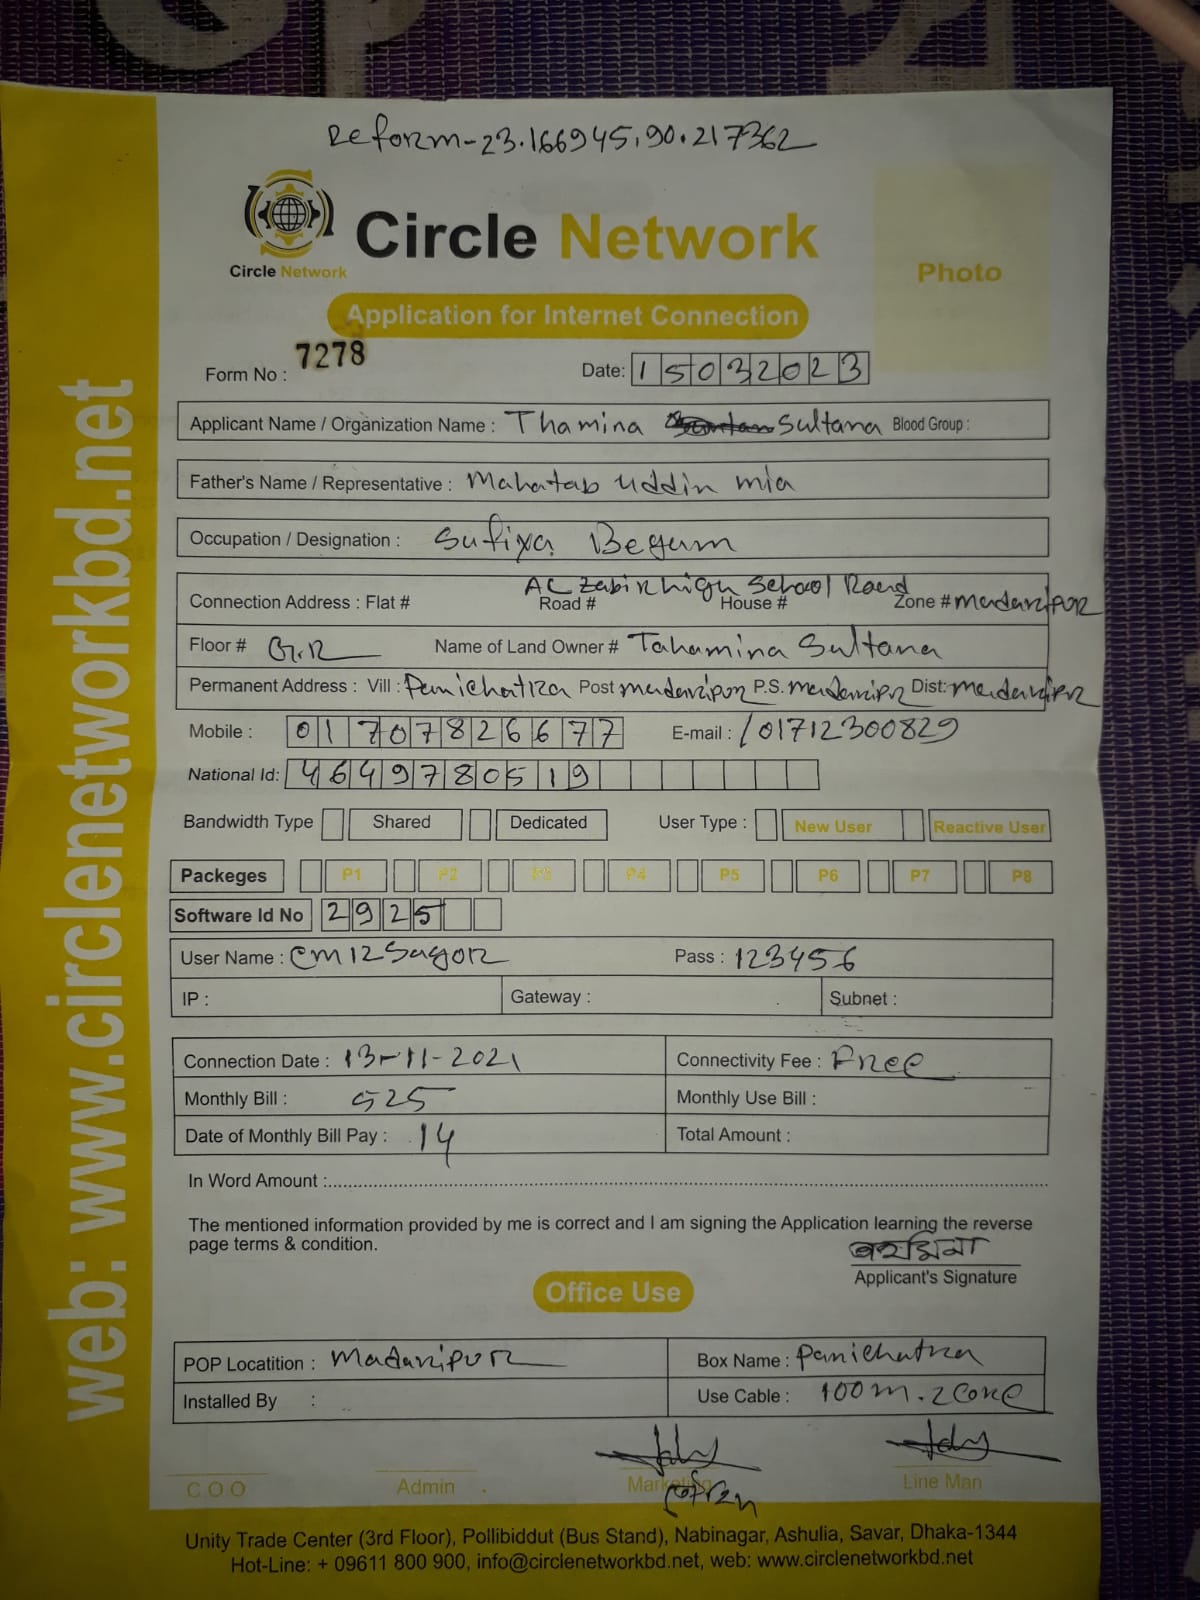 Reform-23.166945,90.217362
Circle Network
Circle Network
Photo
Application for Internet Connection
Form No : 7278 Date: 15032023
Applicant Name / Organization Name : Thamina Sultana Blood Group :
Father's Name / Representative : Mahatab uddin mia
Occupation / Designation : Sufiya Begum
AC Zabir high School Road
Connection Address : Flat # Road # House # Zone # madaripur
Floor # G.R Name of Land Owner # Tahamina Sultana
Permanent Address : Vill : Panichatra Post madaripur P.S. madaripur Dist: madaripur
Mobile : 01707826677 E-mail : /01712300829
National Id: 4649780519
Bandwidth Type Shared Dedicated User Type : New User Reactive User
Packeges P1 P2 P3 P4 P5 P6 P7 P8
Software Id No 2925
User Name : cm12sagor Pass : 123456
IP : Gateway : Subnet :
Connection Date : 13-11-2021 Connectivity Fee : Free
Monthly Bill : 525 Monthly Use Bill :
Date of Monthly Bill Pay : 14 Total Amount :
In Word Amount :
The mentioned information provided by me is correct and I am signing the Application learning the reverse
page terms & condition.
Applicant's Signature
Office Use
POP Locatition : Madaripur Box Name : Panichatra
Installed By : Use Cable : 100m. 2 Core
C.O.O Admin Marketing Line Man
Unity Trade Center (3rd Floor), Pollibiddut (Bus Stand), Nabinagar, Ashulia, Savar, Dhaka-1344
Hot-Line: + 09611 800 900, info@circlenetworkbd.net, web: www.circlenetworkbd.net
web: www.circlenetworkbd.net